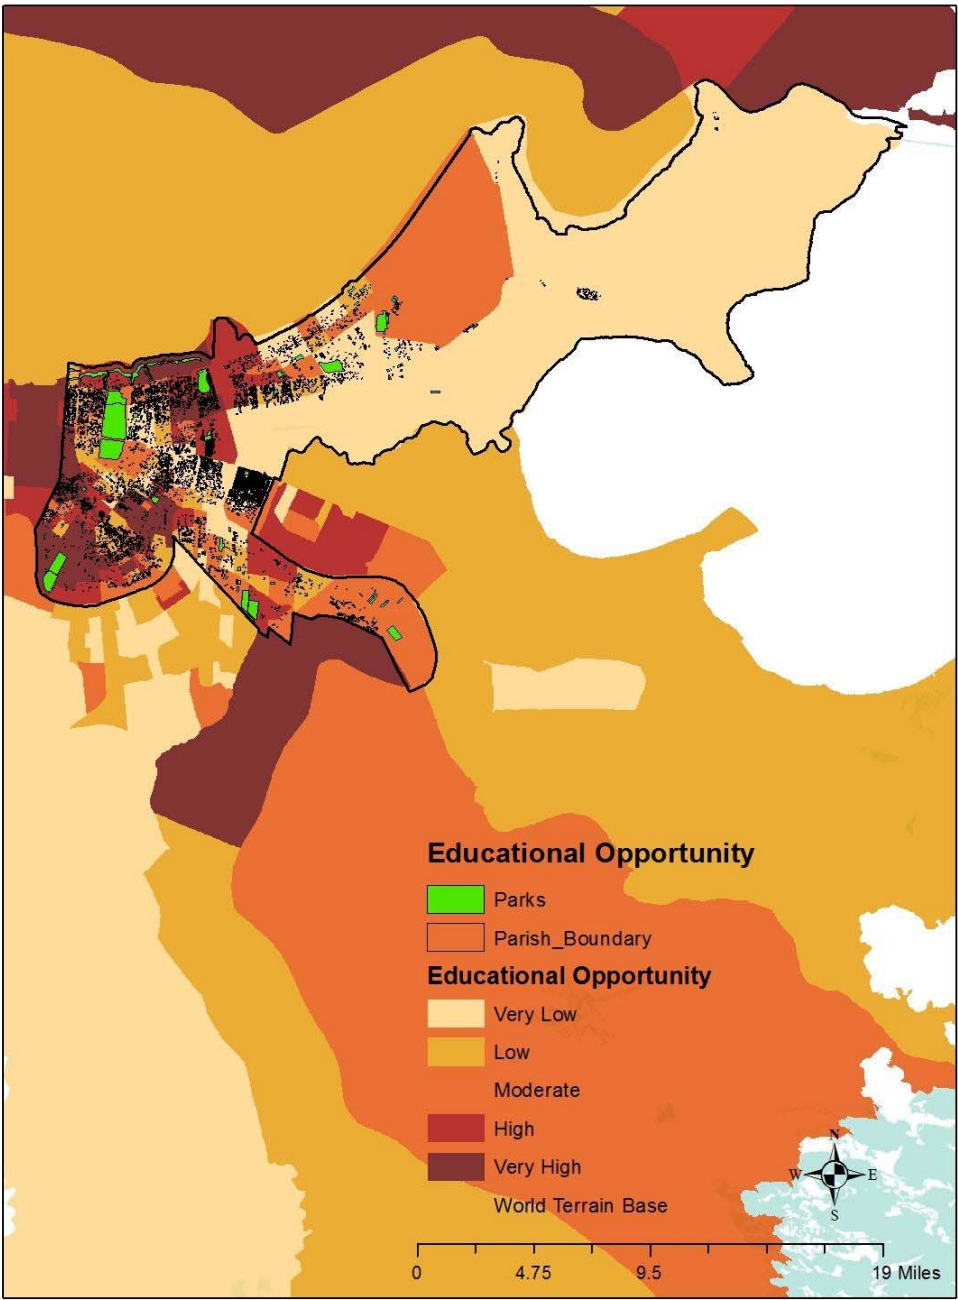 Educational Opportunity
Parks
Parish_Boundary
Educational Opportunity
Very Low
Low
Moderate
High
Very High
World Terrain Base
N
W E
S
0 4.75 9.5 19 Miles